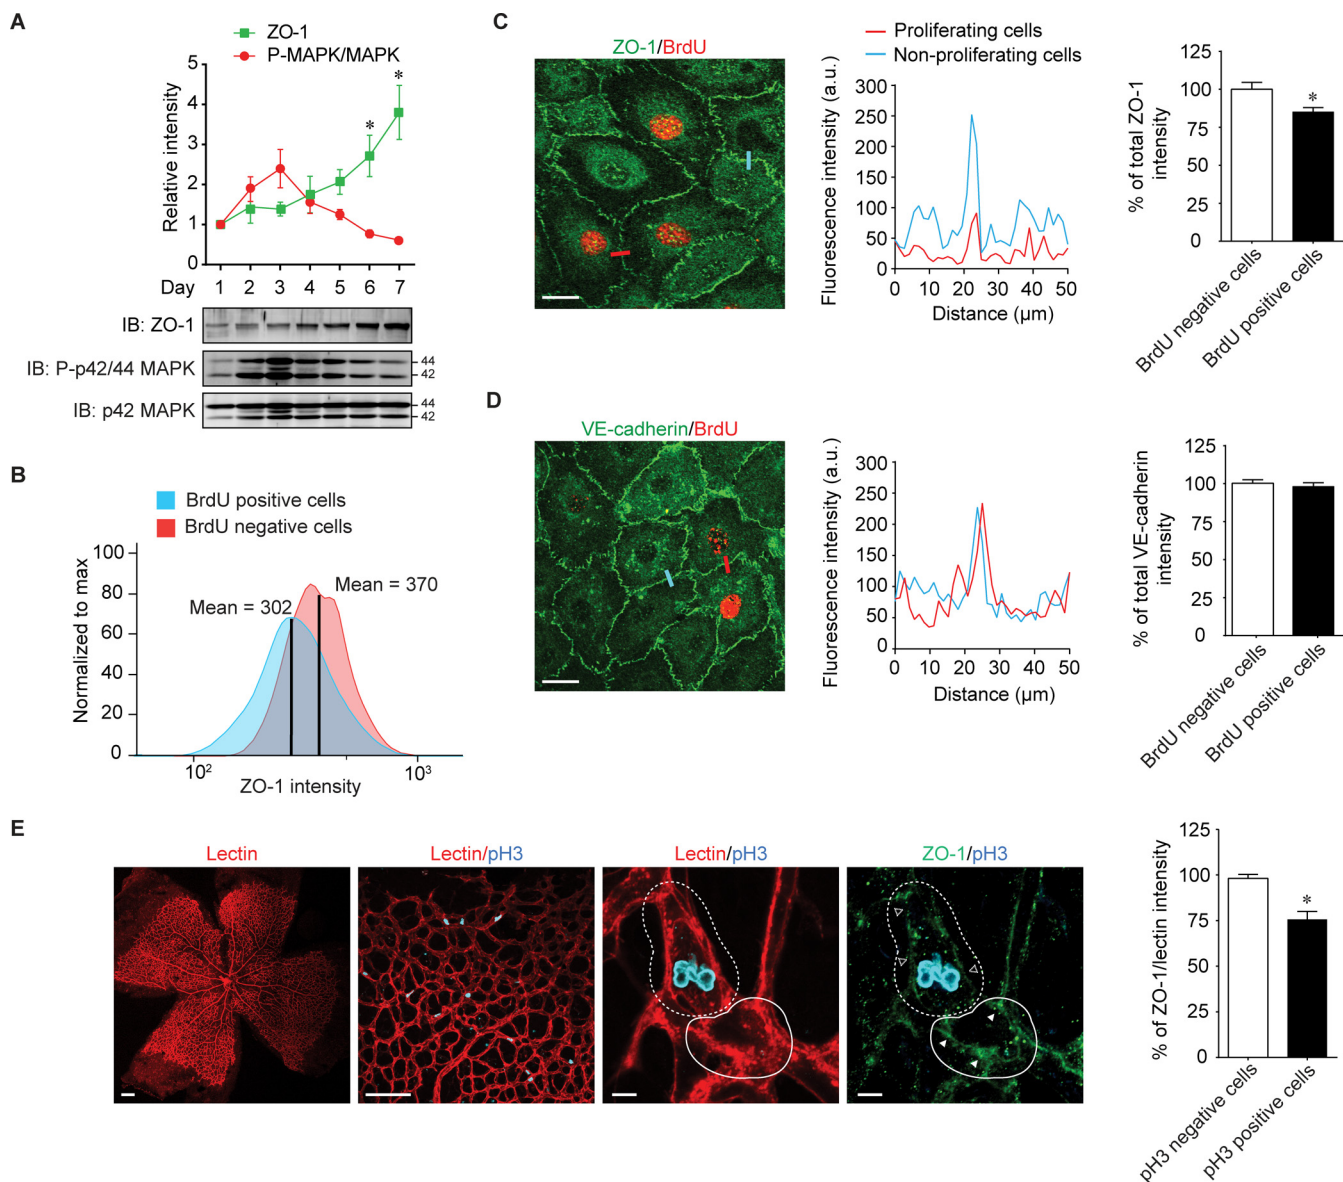 A
ZO-1
P-MAPK/MAPK
5
4
3
2
1
0
Relative intensity
*
*
Day 1 2 3 4 5 6 7
IB: ZO-1
IB: P-p42/44 MAPK
44
42
IB: p42 MAPK
44
42
B
BrdU positive cells
BrdU negative cells
100
80
60
40
20
0
Normalized to max
Mean = 302
Mean = 370
10²
10³
ZO-1 intensity
C
ZO-1/BrdU
Proliferating cells
Non-proliferating cells
300
250
200
150
100
50
0
Fluorescence intensity (a.u.)
0 10 20 30 40 50
Distance (µm)
125
100
75
50
25
0
% of total ZO-1
intensity
*
BrdU negative cells
BrdU positive cells
D
VE-cadherin/BrdU
300
250
200
150
100
50
0
Fluorescence intensity (a.u.)
0 10 20 30 40 50
Distance (µm)
125
100
75
50
25
0
% of total VE-cadherin
intensity
BrdU negative cells
BrdU positive cells
E
Lectin
Lectin/pH3
Lectin/pH3
ZO-1/pH3
125
100
75
50
25
0
% of ZO-1/lectin intensity
*
pH3 negative cells
pH3 positive cells